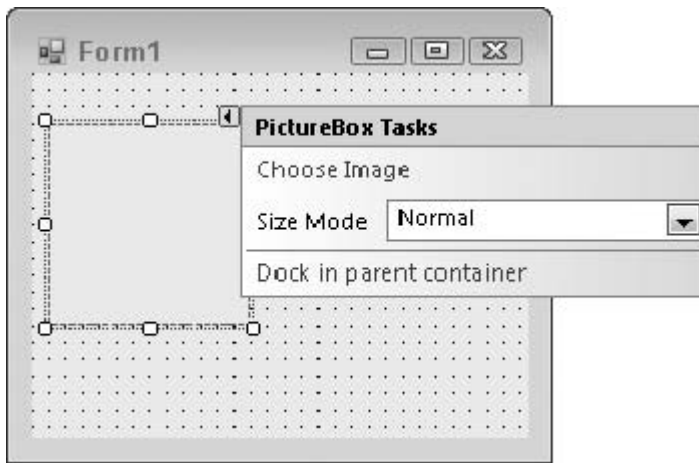 Form1
PictureBox Tasks
Choose Image
Size Mode Normal
Dock in parent container